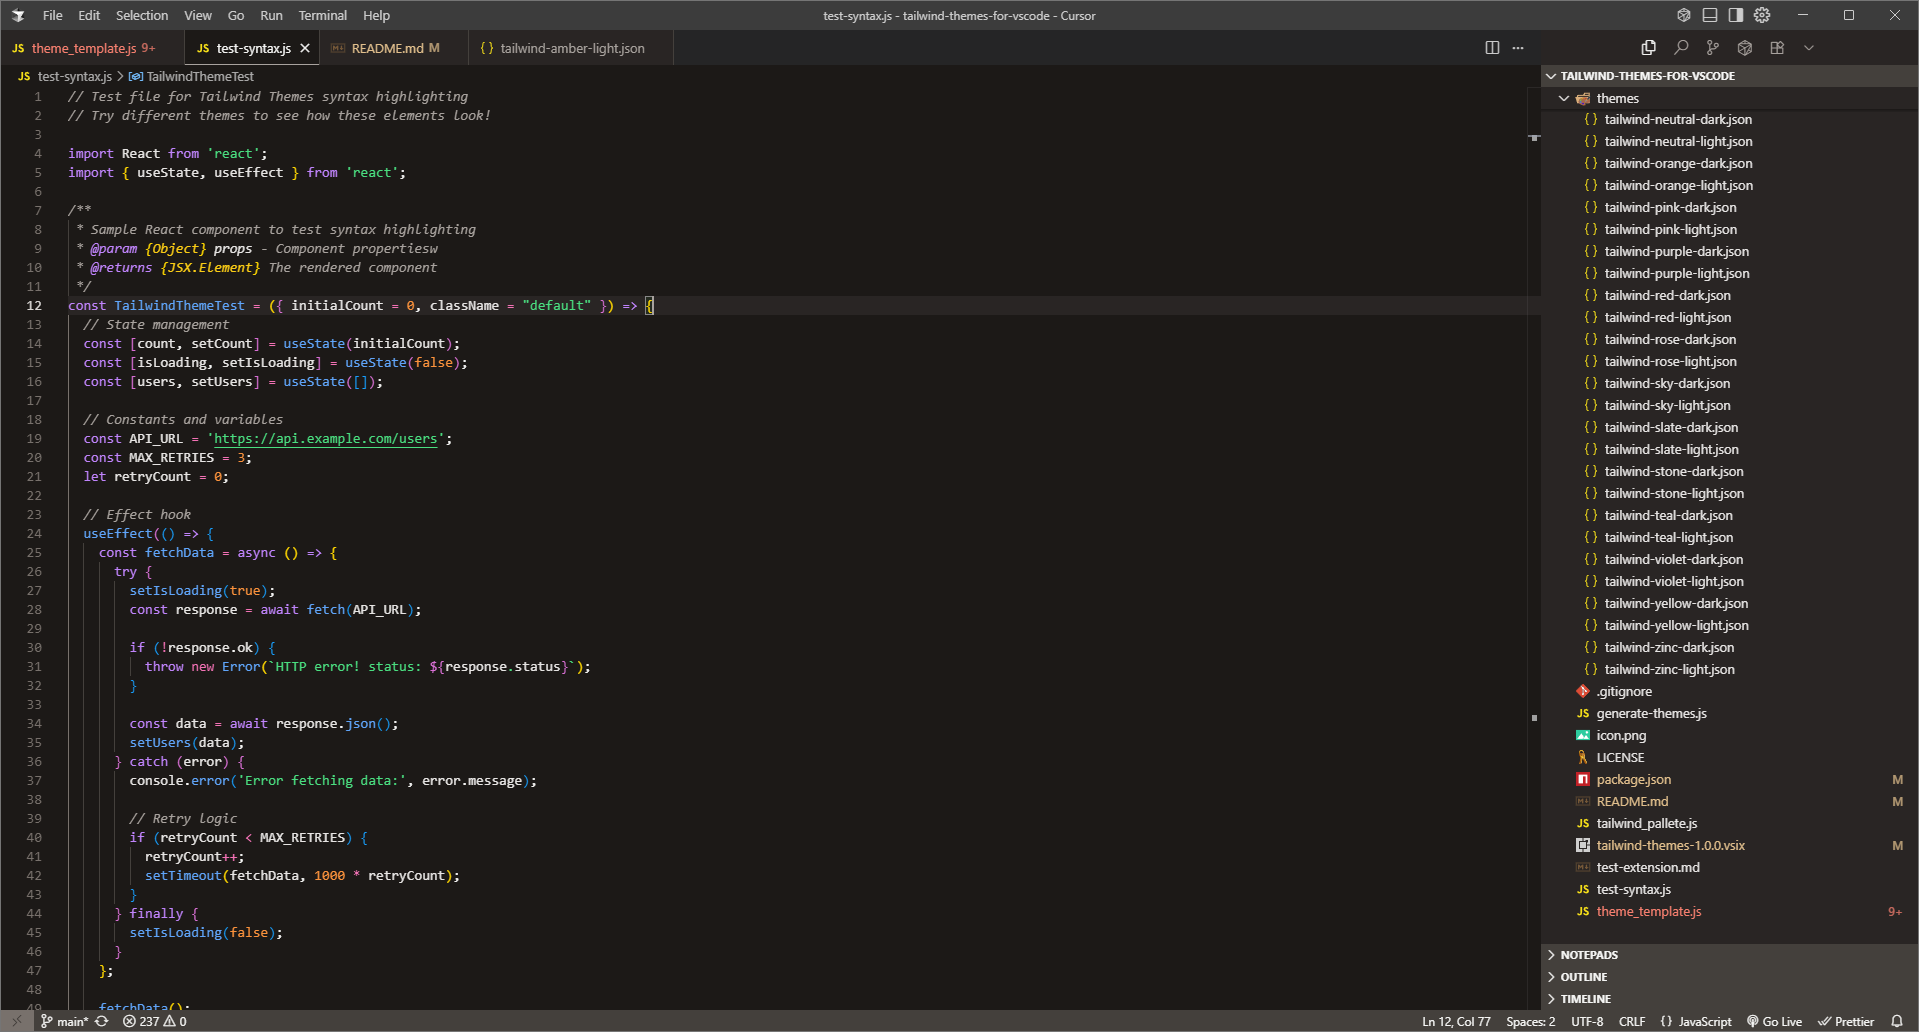 File Edit Selection View Go Run Terminal Help
test-syntax.js - tailwind-themes-for-vscode - Cursor
JS theme_template.js 9+
JS test-syntax.js
README.md M
{} tailwind-amber-light.json
JS test-syntax.js > TailwindThemeTest
1 // Test file for Tailwind Themes syntax highlighting
2 // Try different themes to see how these elements look!
3
4 import React from 'react';
5 import { useState, useEffect } from 'react';
6
7 /**
8 * Sample React component to test syntax highlighting
9 * @param {Object} props - Component propertiesw
10 * @returns {JSX.Element} The rendered component
11 */
12 const TailwindThemeTest = ({ initialCount = 0, className = "default" }) => {
13 // State management
14 const [count, setCount] = useState(initialCount);
15 const [isLoading, setIsLoading] = useState(false);
16 const [users, setUsers] = useState([]);
17
18 // Constants and variables
19 const API_URL = 'https://api.example.com/users';
20 const MAX_RETRIES = 3;
21 let retryCount = 0;
22
23 // Effect hook
24 useEffect(() => {
25 const fetchData = async () => {
26 try {
27 setIsLoading(true);
28 const response = await fetch(API_URL);
29
30 if (!response.ok) {
31 throw new Error(`HTTP error! status: ${response.status}`);
32 }
33
34 const data = await response.json();
35 setUsers(data);
36 } catch (error) {
37 console.error('Error fetching data:', error.message);
38
39 // Retry logic
40 if (retryCount < MAX_RETRIES) {
41 retryCount++;
42 setTimeout(fetchData, 1000 * retryCount);
43 }
44 } finally {
45 setIsLoading(false);
46 }
47 };
48
49 fetchData();
TAILWIND-THEMES-FOR-VSCODE
themes
{} tailwind-neutral-dark.json
{} tailwind-neutral-light.json
{} tailwind-orange-dark.json
{} tailwind-orange-light.json
{} tailwind-pink-dark.json
{} tailwind-pink-light.json
{} tailwind-purple-dark.json
{} tailwind-purple-light.json
{} tailwind-red-dark.json
{} tailwind-red-light.json
{} tailwind-rose-dark.json
{} tailwind-rose-light.json
{} tailwind-sky-dark.json
{} tailwind-sky-light.json
{} tailwind-slate-dark.json
{} tailwind-slate-light.json
{} tailwind-stone-dark.json
{} tailwind-stone-light.json
{} tailwind-teal-dark.json
{} tailwind-teal-light.json
{} tailwind-violet-dark.json
{} tailwind-violet-light.json
{} tailwind-yellow-dark.json
{} tailwind-yellow-light.json
{} tailwind-zinc-dark.json
{} tailwind-zinc-light.json
.gitignore
JS generate-themes.js
icon.png
LICENSE
package.json M
README.md M
JS tailwind_pallete.js
tailwind-themes-1.0.0.vsix M
test-extension.md
JS test-syntax.js
JS theme_template.js 9+
NOTEPADS
OUTLINE
TIMELINE
main* 237 0
Ln 12, Col 77 Spaces: 2 UTF-8 CRLF {} JavaScript Go Live Prettier